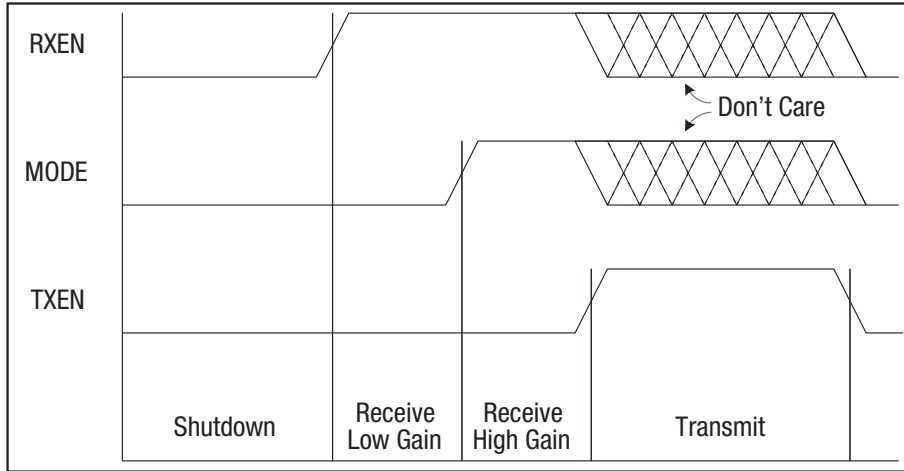 RXEN
Don't Care
MODE
TXEN
Shutdown
Receive
Low Gain
Receive
High Gain
Transmit